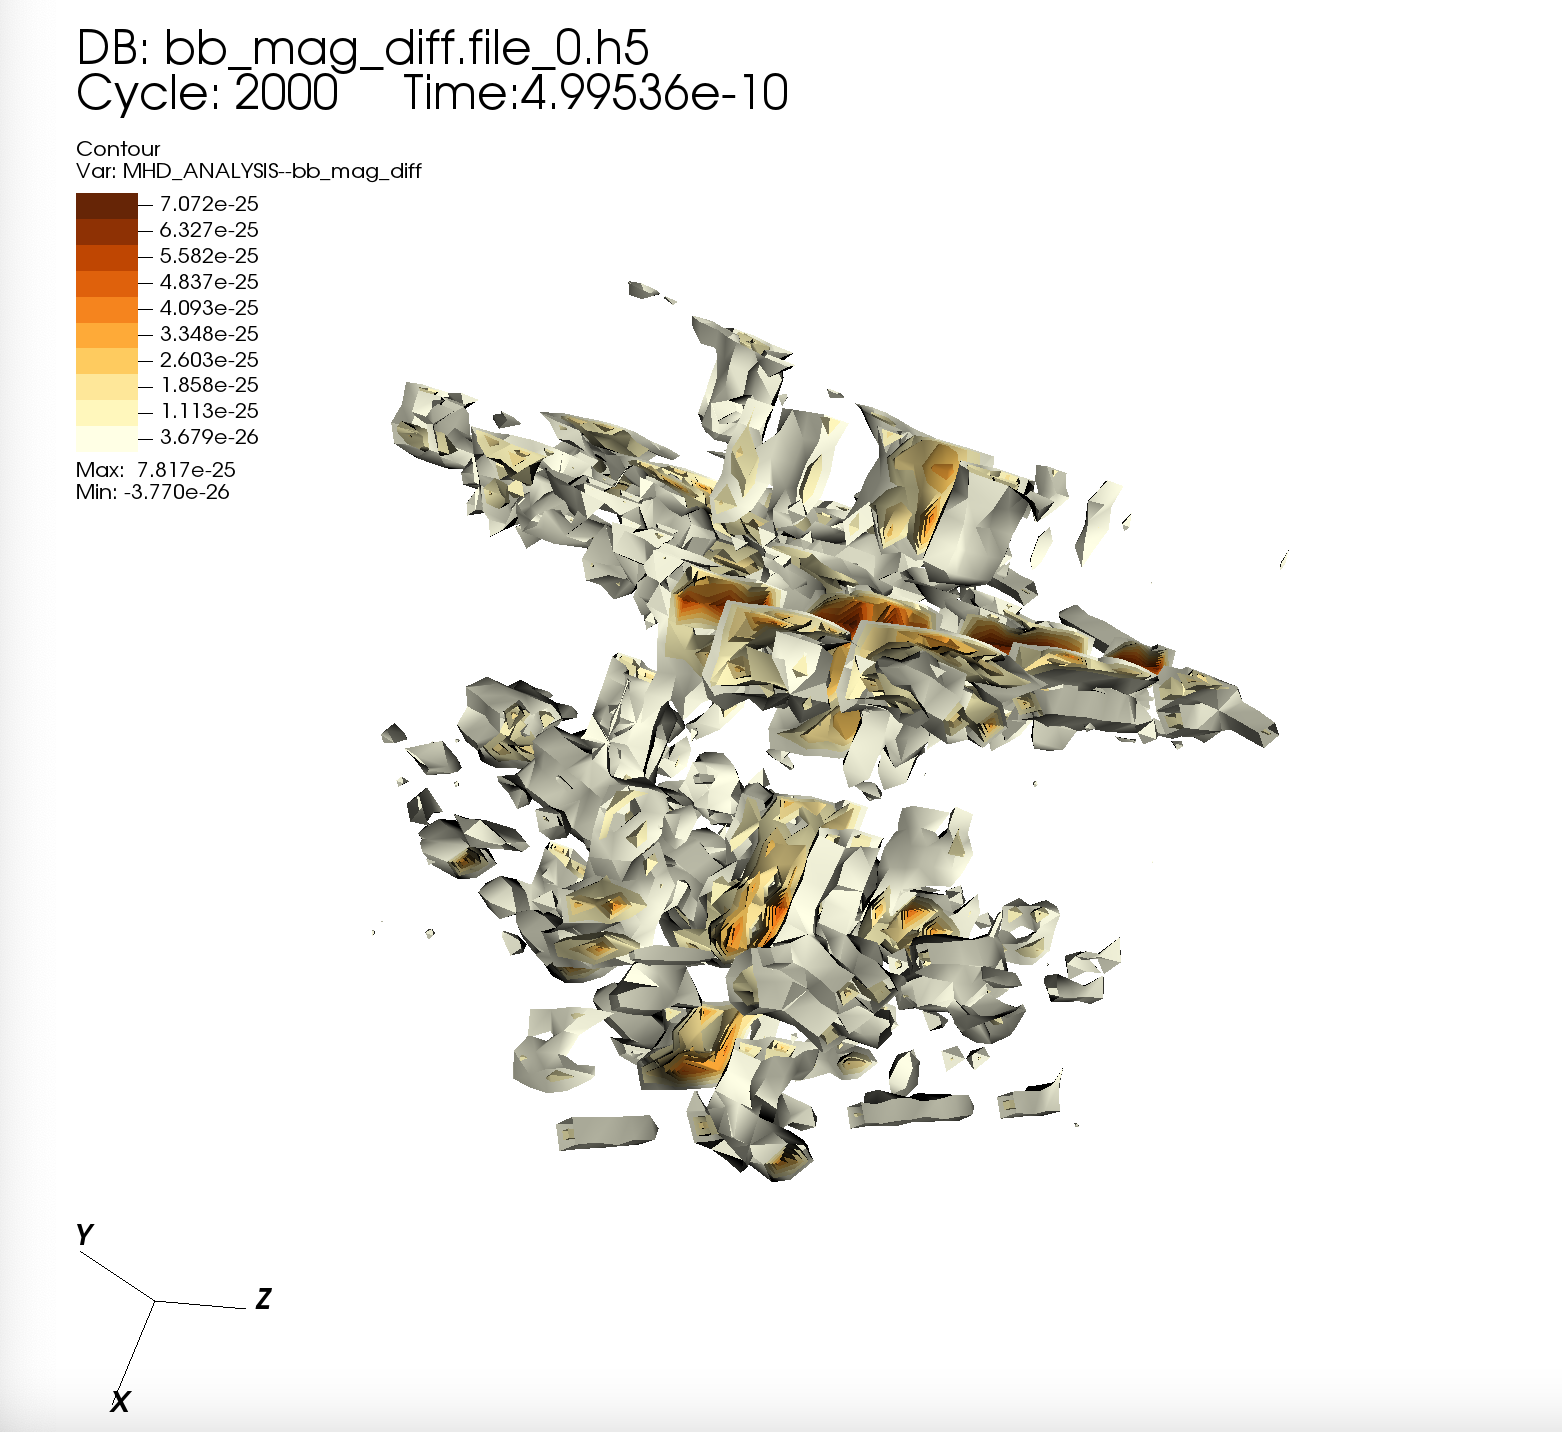 DB: bb_mag_diff.file_0.h5
Cycle: 2000 Time:4.99536e-10
Contour
Var: MHD_ANALYSIS--bb_mag_diff
7.072e-25
6.327e-25
5.582e-25
4.837e-25
4.093e-25
3.348e-25
2.603e-25
1.858e-25
1.113e-25
3.679e-26
Max: 7.817e-25
Min: -3.770e-26
Y
Z
X